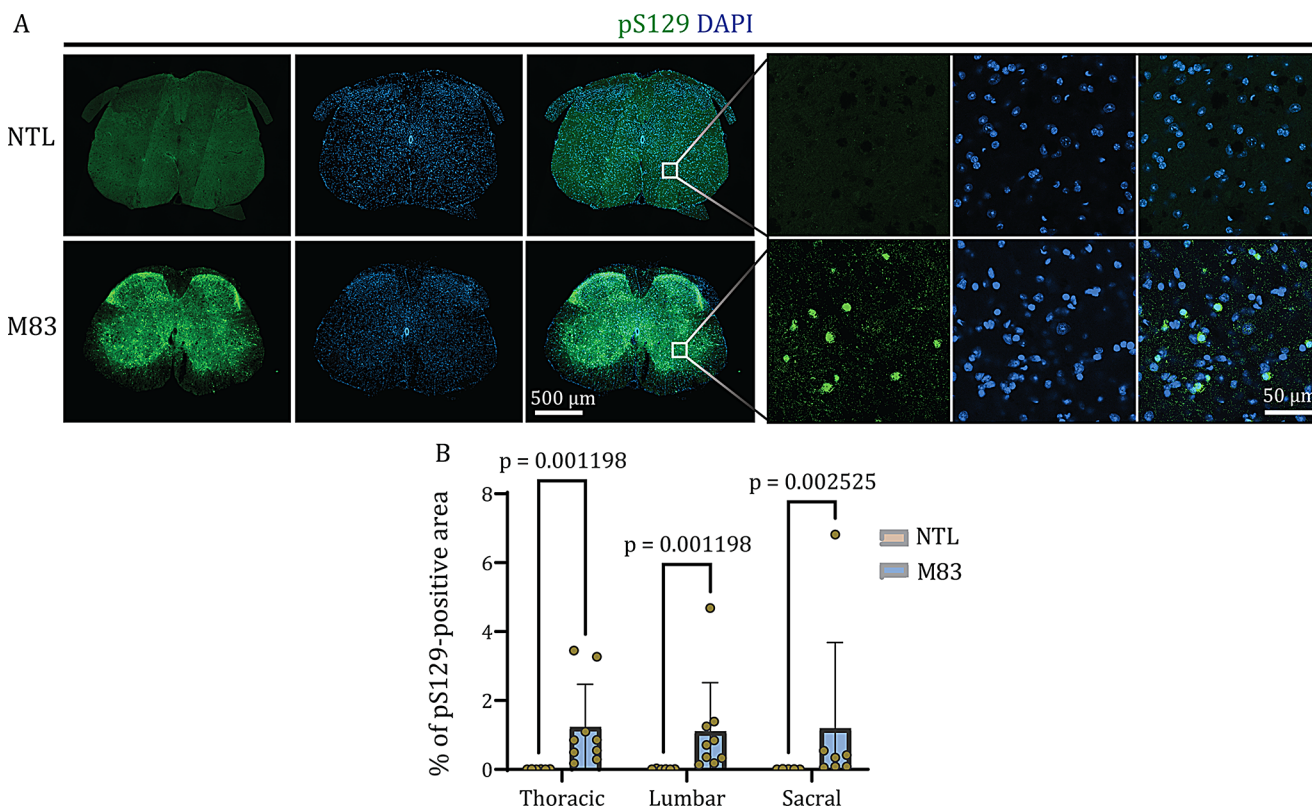 A
pS129 DAPI
NTL
M83
500 μm
50 μm
B
p = 0.001198
p = 0.001198
p = 0.002525
% of pS129-positive area
8
6
4
2
0
Thoracic
Lumbar
Sacral
NTL
M83